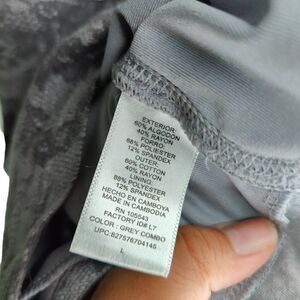 EXTERIOR:
60% ALGODON
40% RAYON
FORRO:
88% POLIESTER
12% SPANDEX
OUTER:
60% COTTON
40% RAYON
LINING:
88% POLYESTER
12% SPANDEX
HECHO EN CAMBOYA
MADE IN CAMBODIA
RN 105543
FACTORY ID# L7
COLOR : GREY COMBO
UPC:827576704145
L